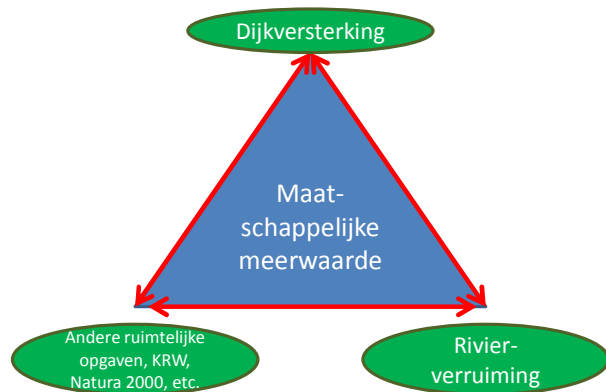 Dijkversterking
Maat-
schappelijke
meerwaarde
Andere ruimtelijke
opgaven, KRW,
Natura 2000, etc.
Rivier-
verruiming